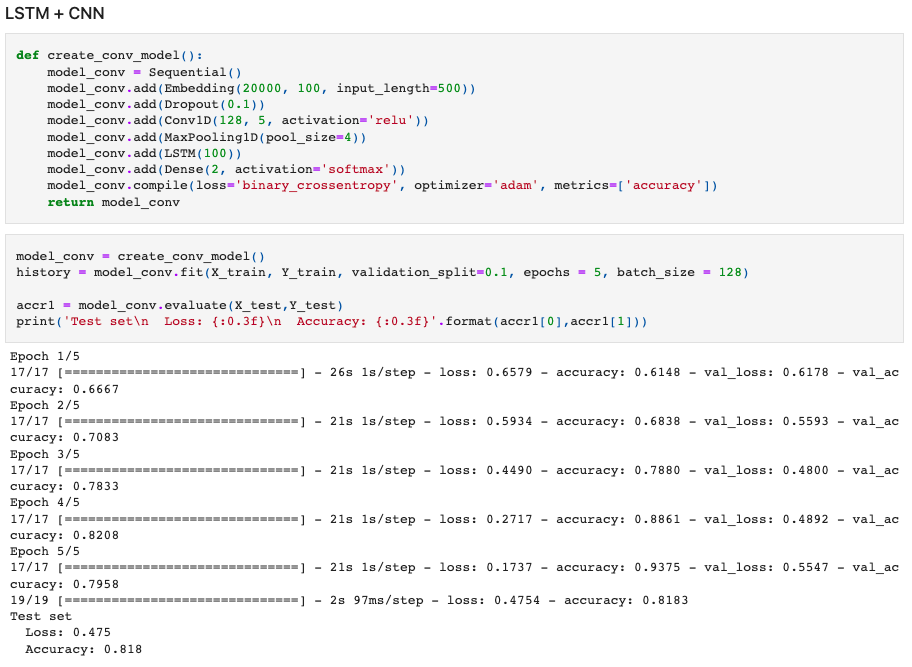 LSTM + CNN
def create_conv_model():
    model_conv = Sequential()
    model_conv.add(Embedding(20000, 100, input_length=500))
    model_conv.add(Dropout(0.1))
    model_conv.add(Conv1D(128, 5, activation='relu'))
    model_conv.add(MaxPooling1D(pool_size=4))
    model_conv.add(LSTM(100))
    model_conv.add(Dense(2, activation='softmax'))
    model_conv.compile(loss='binary_crossentropy', optimizer='adam', metrics=['accuracy'])
    return model_conv
model_conv = create_conv_model()
history = model_conv.fit(X_train, Y_train, validation_split=0.1, epochs = 5, batch_size = 128)
accr1 = model_conv.evaluate(X_test,Y_test)
print('Test set\n  Loss: {:0.3f}\n  Accuracy: {:0.3f}'.format(accr1[0],accr1[1]))
Epoch 1/5
17/17 [==============================] - 26s 1s/step - loss: 0.6579 - accuracy: 0.6148 - val_loss: 0.6178 - val_ac
curacy: 0.6667
Epoch 2/5
17/17 [==============================] - 21s 1s/step - loss: 0.5934 - accuracy: 0.6838 - val_loss: 0.5593 - val_ac
curacy: 0.7083
Epoch 3/5
17/17 [==============================] - 21s 1s/step - loss: 0.4490 - accuracy: 0.7880 - val_loss: 0.4800 - val_ac
curacy: 0.7833
Epoch 4/5
17/17 [==============================] - 21s 1s/step - loss: 0.2717 - accuracy: 0.8861 - val_loss: 0.4892 - val_ac
curacy: 0.8208
Epoch 5/5
17/17 [==============================] - 21s 1s/step - loss: 0.1737 - accuracy: 0.9375 - val_loss: 0.5547 - val_ac
curacy: 0.7958
19/19 [==============================] - 2s 97ms/step - loss: 0.4754 - accuracy: 0.8183
Test set
  Loss: 0.475
  Accuracy: 0.818